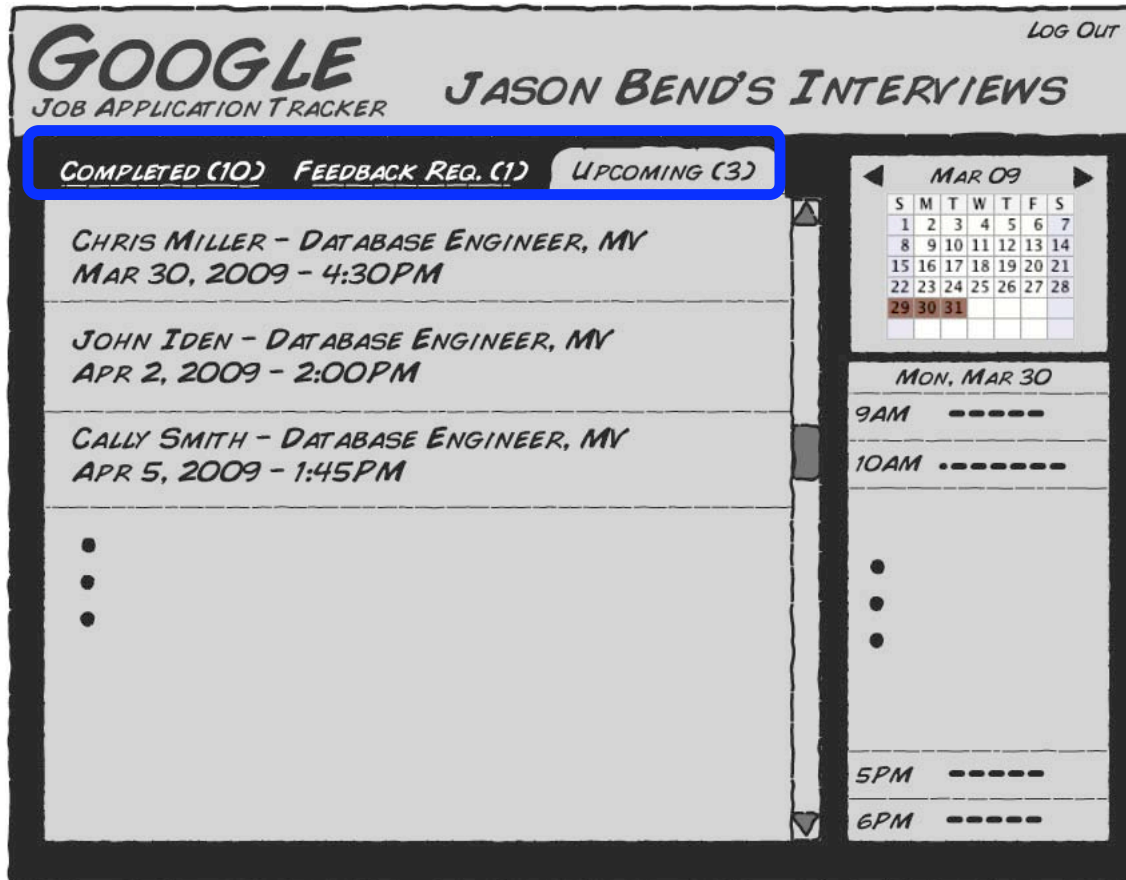 LOG OUT
GOOGLE
JOB APPLICATION TRACKER
JASON BEND'S INTERVIEWS
COMPLETED (10) FEEDBACK REQ. (1) UPCOMING (3)
CHRIS MILLER - DATABASE ENGINEER, MV
MAR 30, 2009 - 4:30PM
JOHN IDEN - DATABASE ENGINEER, MV
APR 2, 2009 - 2:00PM
CALLY SMITH - DATABASE ENGINEER, MV
APR 5, 2009 - 1:45PM
MAR 09
S M T W T F S
1 2 3 4 5 6 7
8 9 10 11 12 13 14
15 16 17 18 19 20 21
22 23 24 25 26 27 28
29 30 31
MON, MAR 30
9AM
10AM
5PM
6PM